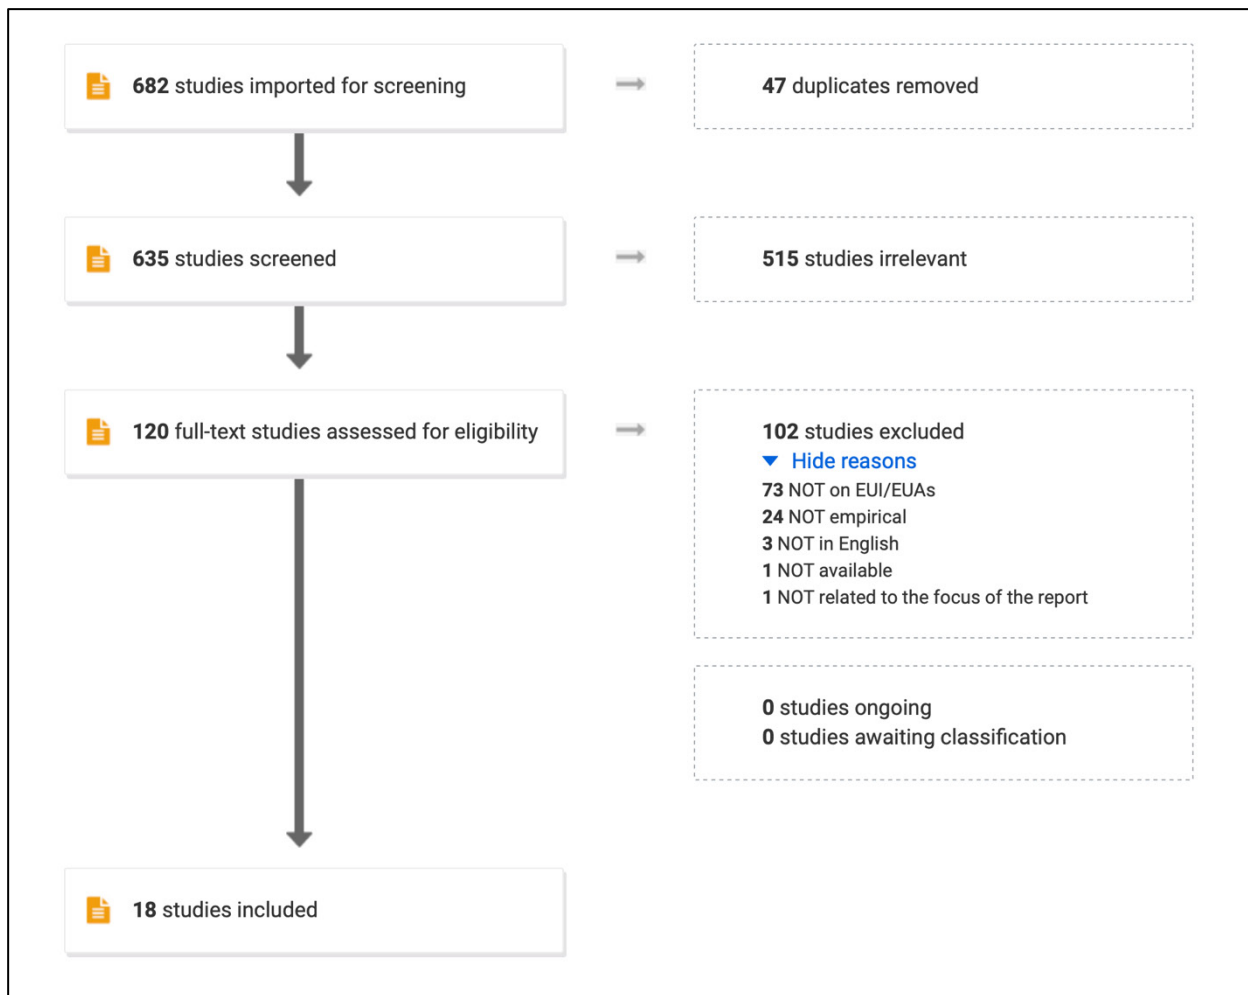 682 studies imported for screening
47 duplicates removed
635 studies screened
515 studies irrelevant
120 full-text studies assessed for eligibility
102 studies excluded
Hide reasons
73 NOT on EUI/EUAs
24 NOT empirical
3 NOT in English
1 NOT available
1 NOT related to the focus of the report
0 studies ongoing
0 studies awaiting classification
18 studies included